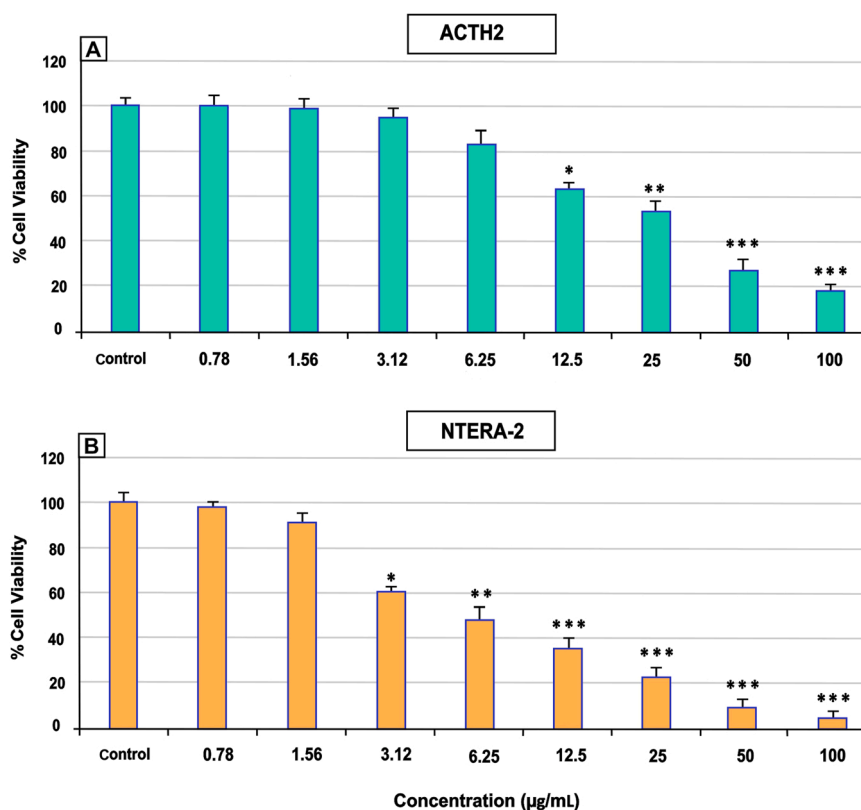 ACTH2
A
120
100
80
60
40
20
0
% Cell Viability
*
**
***
***
Control 0.78 1.56 3.12 6.25 12.5 25 50 100
NTERA-2
B
120
100
80
60
40
20
0
% Cell Viability
*
**
***
***
***
***
Control 0.78 1.56 3.12 6.25 12.5 25 50 100
Concentration (µg/mL)